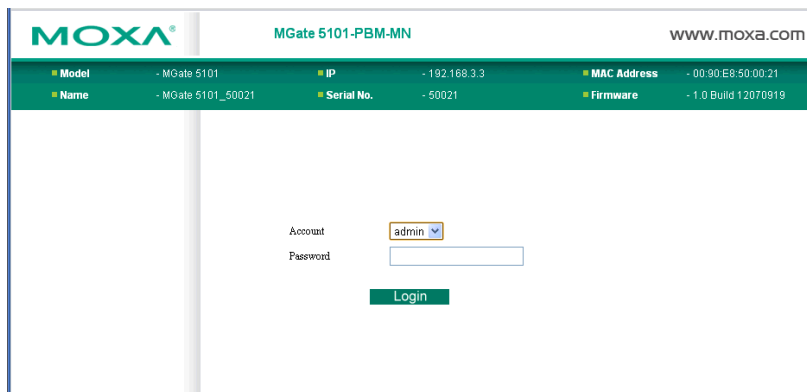 MOXA® MGate 5101-PBM-MN www.moxa.com
Model - MGate 5101 IP - 192.168.3.3 MAC Address - 00:90:E8:50:00:21
Name - MGate 5101_50021 Serial No. - 50021 Firmware - 1.0 Build 12070919
Account admin
Password
Login